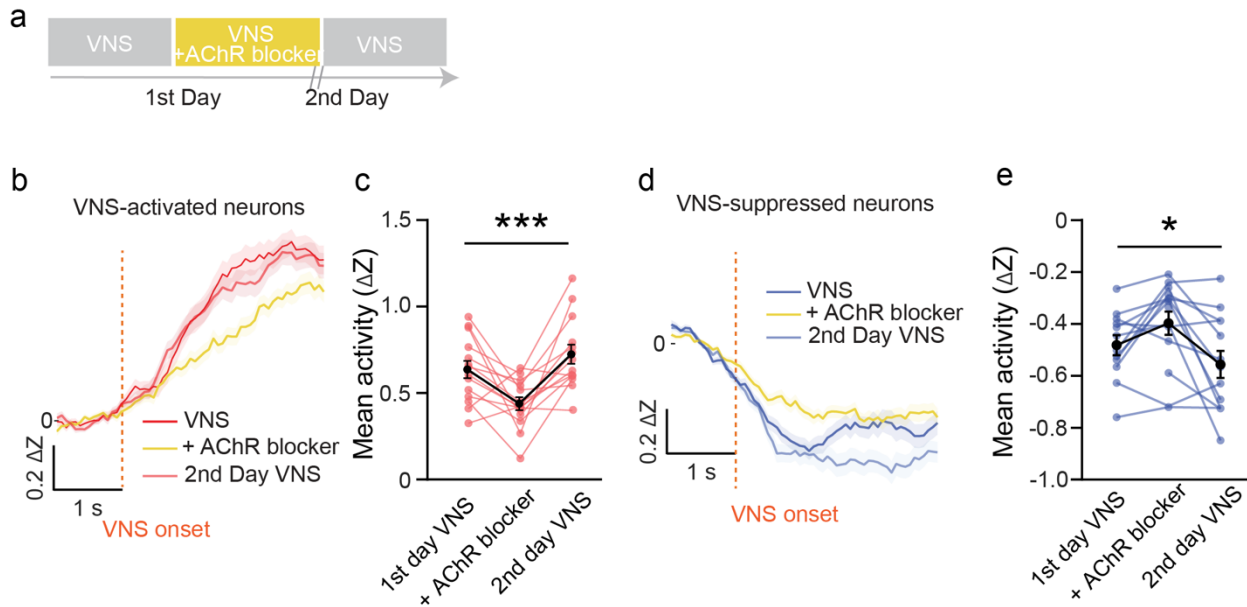 a
VNS
VNS
+AChR blocker
VNS
1st Day
2nd Day
b
VNS-activated neurons
0
0.2 ΔZ
1 s
VNS onset
VNS
+ AChR blocker
2nd Day VNS
c
***
Mean activity (ΔZ)
1.5
1.0
0.5
0
1st day VNS
+ AChR blocker
2nd day VNS
d
VNS-suppressed neurons
VNS
+ AChR blocker
2nd Day VNS
0
0.2 ΔZ
1 s
VNS onset
e
*
Mean activity (ΔZ)
0
-0.2
-0.4
-0.6
-0.8
-1.0
1st day VNS
+ AChR blocker
2nd day VNS